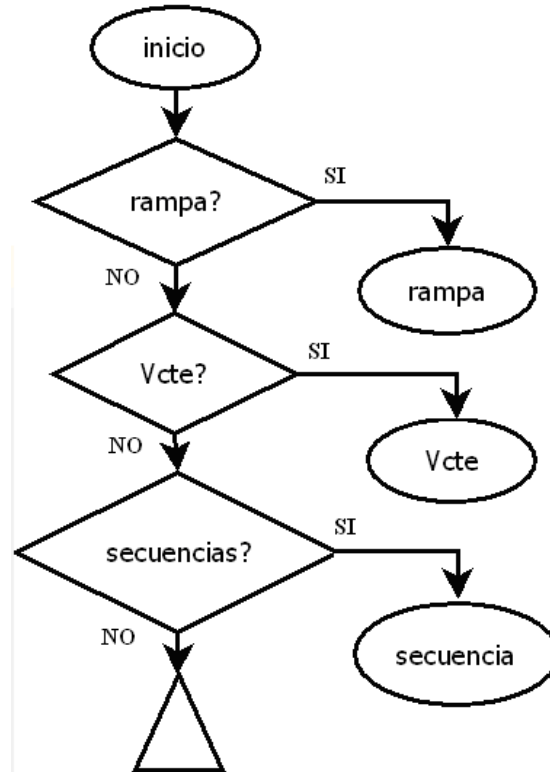 inicio
rampa?
SI
rampa
NO
Vcte?
SI
Vcte
NO
secuencias?
SI
secuencia
NO